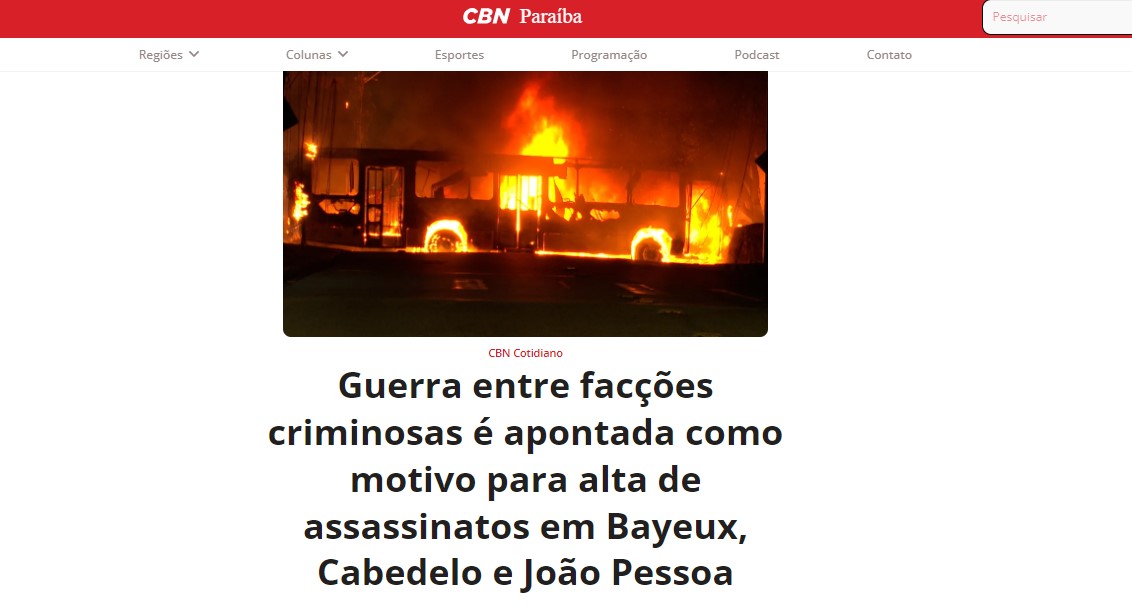 CBN Paraíba
Pesquisar
Regiões
Colunas
Esportes
Programação
Podcast
Contato
CBN Cotidiano
Guerra entre facções
criminosas é apontada como
motivo para alta de
assassinatos em Bayeux,
Cabedelo e João Pessoa